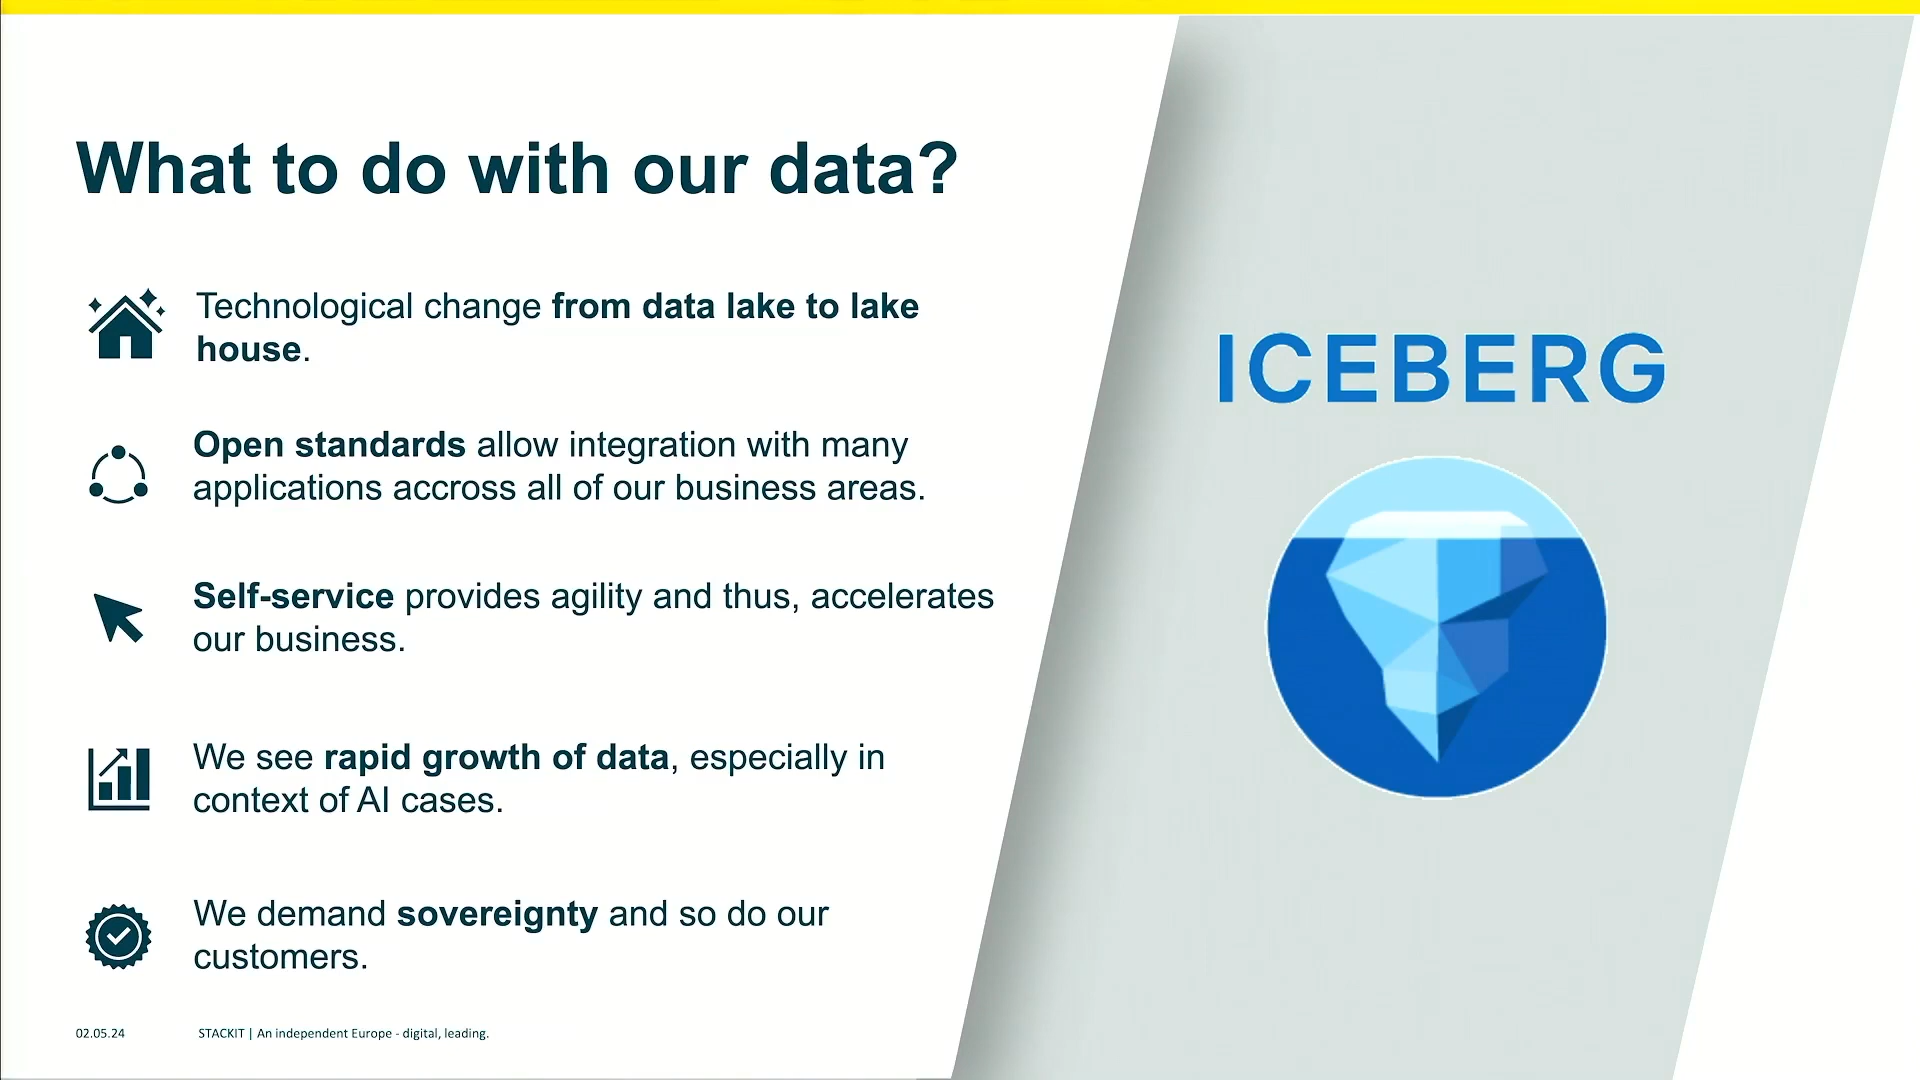 What to do with our data?
Technological change from data lake to lake
house.
Open standards allow integration with many
applications accross all of our business areas.
Self-service provides agility and thus, accelerates
our business.
We see rapid growth of data, especially in
context of AI cases.
We demand sovereignty and so do our
customers.
ICEBERG
02.05.24
STACKIT | An independent Europe - digital, leading.